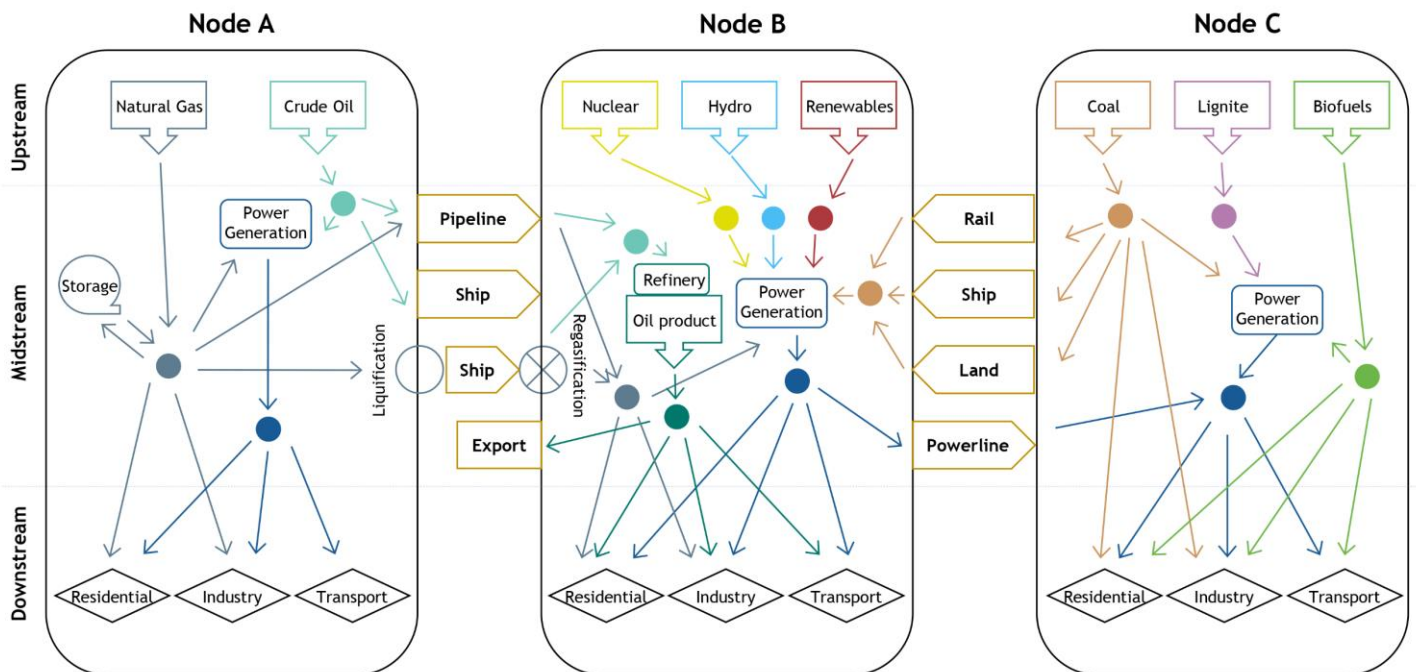 Node A
Node B
Node C
Upstream
Natural Gas
Crude Oil
Nuclear
Hydro
Renewables
Coal
Lignite
Biofuels
Midstream
Power
Generation
Storage
Liquification
Pipeline
Ship
Ship
Export
Regasification
Refinery
Oil product
Power
Generation
Rail
Ship
Land
Powerline
Power
Generation
Downstream
Residential
Industry
Transport
Residential
Industry
Transport
Residential
Industry
Transport